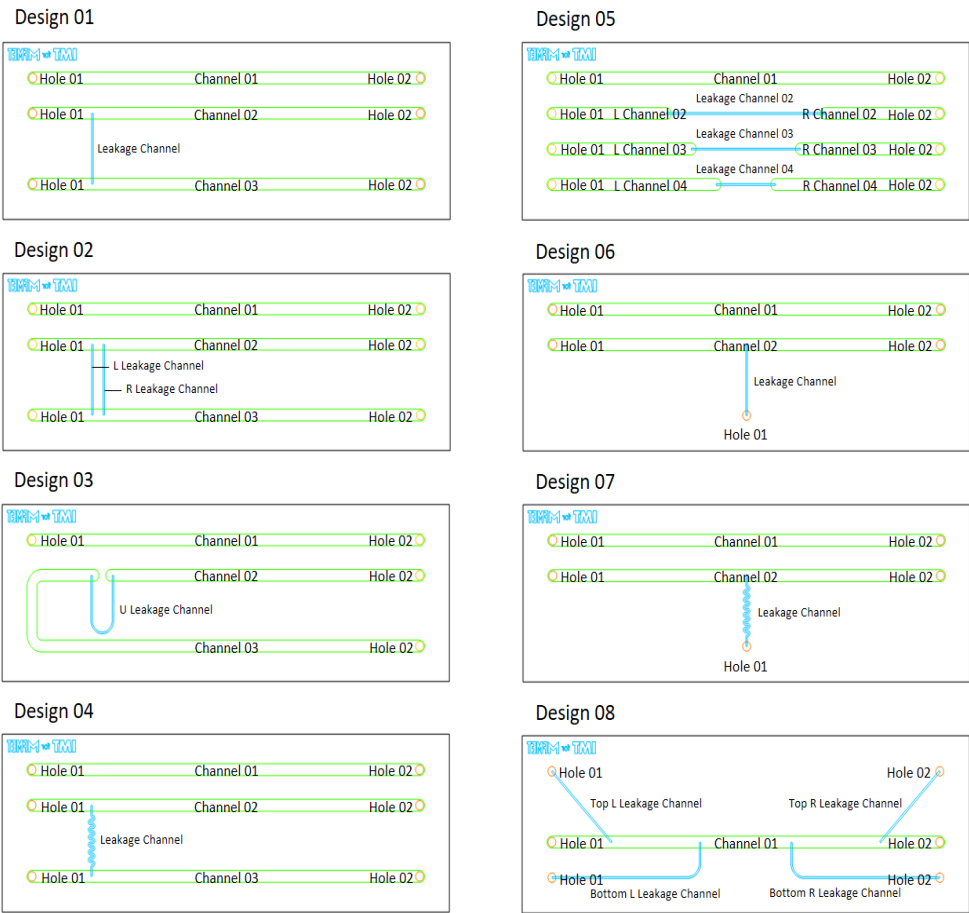 Design 01
Hole 01 Channel 01 Hole 02
Hole 01 Channel 02 Hole 02
Leakage Channel
Hole 01 Channel 03 Hole 02
Design 02
Hole 01 Channel 01 Hole 02
Hole 01 Channel 02 Hole 02
L Leakage Channel
R Leakage Channel
Hole 01 Channel 03 Hole 02
Design 03
Hole 01 Channel 01 Hole 02
Channel 02 Hole 02
U Leakage Channel
Channel 03 Hole 02
Design 04
Hole 01 Channel 01 Hole 02
Hole 01 Channel 02 Hole 02
Leakage Channel
Hole 01 Channel 03 Hole 02
Design 05
Hole 01 Channel 01 Hole 02
Leakage Channel 02
Hole 01 L Channel 02 R Channel 02 Hole 02
Leakage Channel 03
Hole 01 L Channel 03 R Channel 03 Hole 02
Leakage Channel 04
Hole 01 L Channel 04 R Channel 04 Hole 02
Design 06
Hole 01 Channel 01 Hole 02
Hole 01 Channel 02 Hole 02
Leakage Channel
Hole 01
Design 07
Hole 01 Channel 01 Hole 02
Hole 01 Channel 02 Hole 02
Leakage Channel
Hole 01
Design 08
Hole 01 Hole 02
Top L Leakage Channel Top R Leakage Channel
Hole 01 Channel 01 Hole 02
Hole 01 Hole 02
Bottom L Leakage Channel Bottom R Leakage Channel